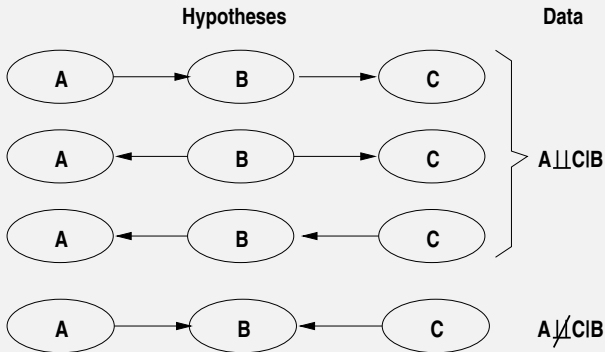 Hypotheses Data
A B C
A B C
A⫫C|B
A B C
A B C A⫫̸C|B